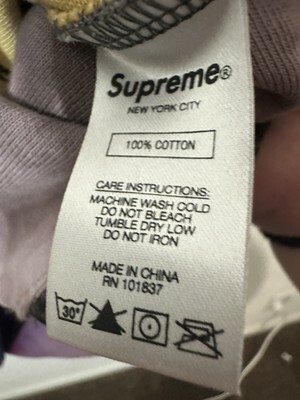 Supreme®
NEW YORK CITY
100% COTTON
CARE INSTRUCTIONS:
MACHINE WASH COLD
DO NOT BLEACH
TUMBLE DRY LOW
DO NOT IRON
MADE IN CHINA
RN 101837
30°